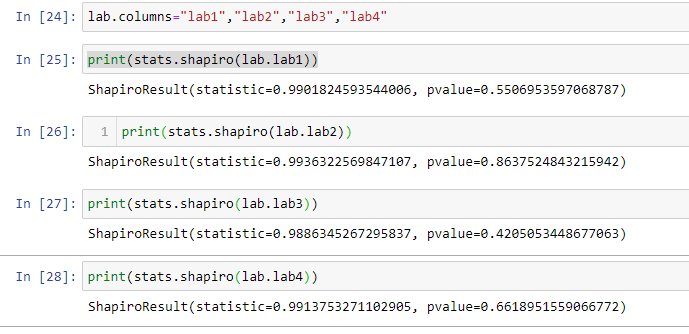 In [24]: lab.columns="lab1","lab2","lab3","lab4"
In [25]: print(stats.shapiro(lab.lab1))
ShapiroResult(statistic=0.9901824593544006, pvalue=0.5506953597068787)
In [26]: 1 print(stats.shapiro(lab.lab2))
ShapiroResult(statistic=0.9936322569847107, pvalue=0.8637524843215942)
In [27]: print(stats.shapiro(lab.lab3))
ShapiroResult(statistic=0.9886345267295837, pvalue=0.4205053448677063)
In [28]: print(stats.shapiro(lab.lab4))
ShapiroResult(statistic=0.9913753271102905, pvalue=0.6618951559066772)